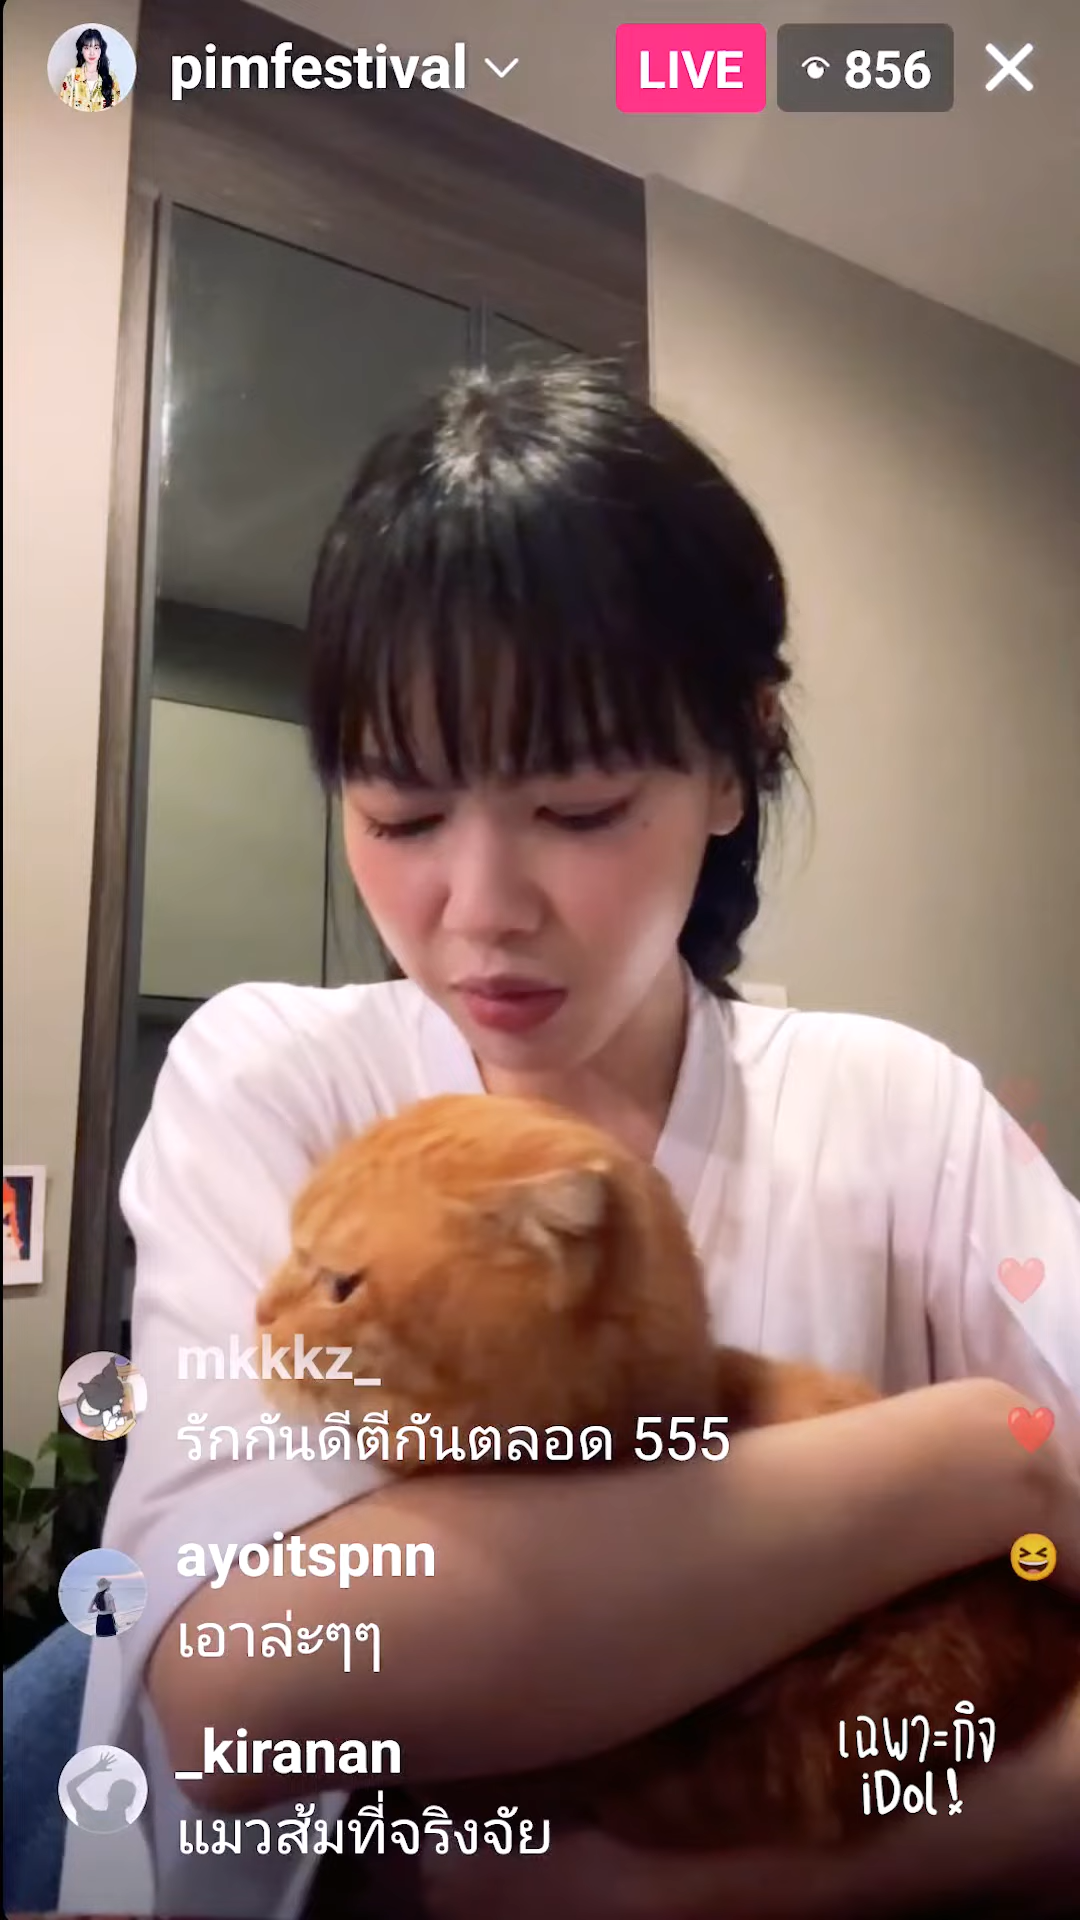 pimfestival
LIVE
856
mkkkz_
รักกันดีตีกันตลอด 555
ayoitspnn
เอาล่ะๆๆ
_kiranan
แมวส้มที่จริงจัย
เฉพาะกิจ
iDol!